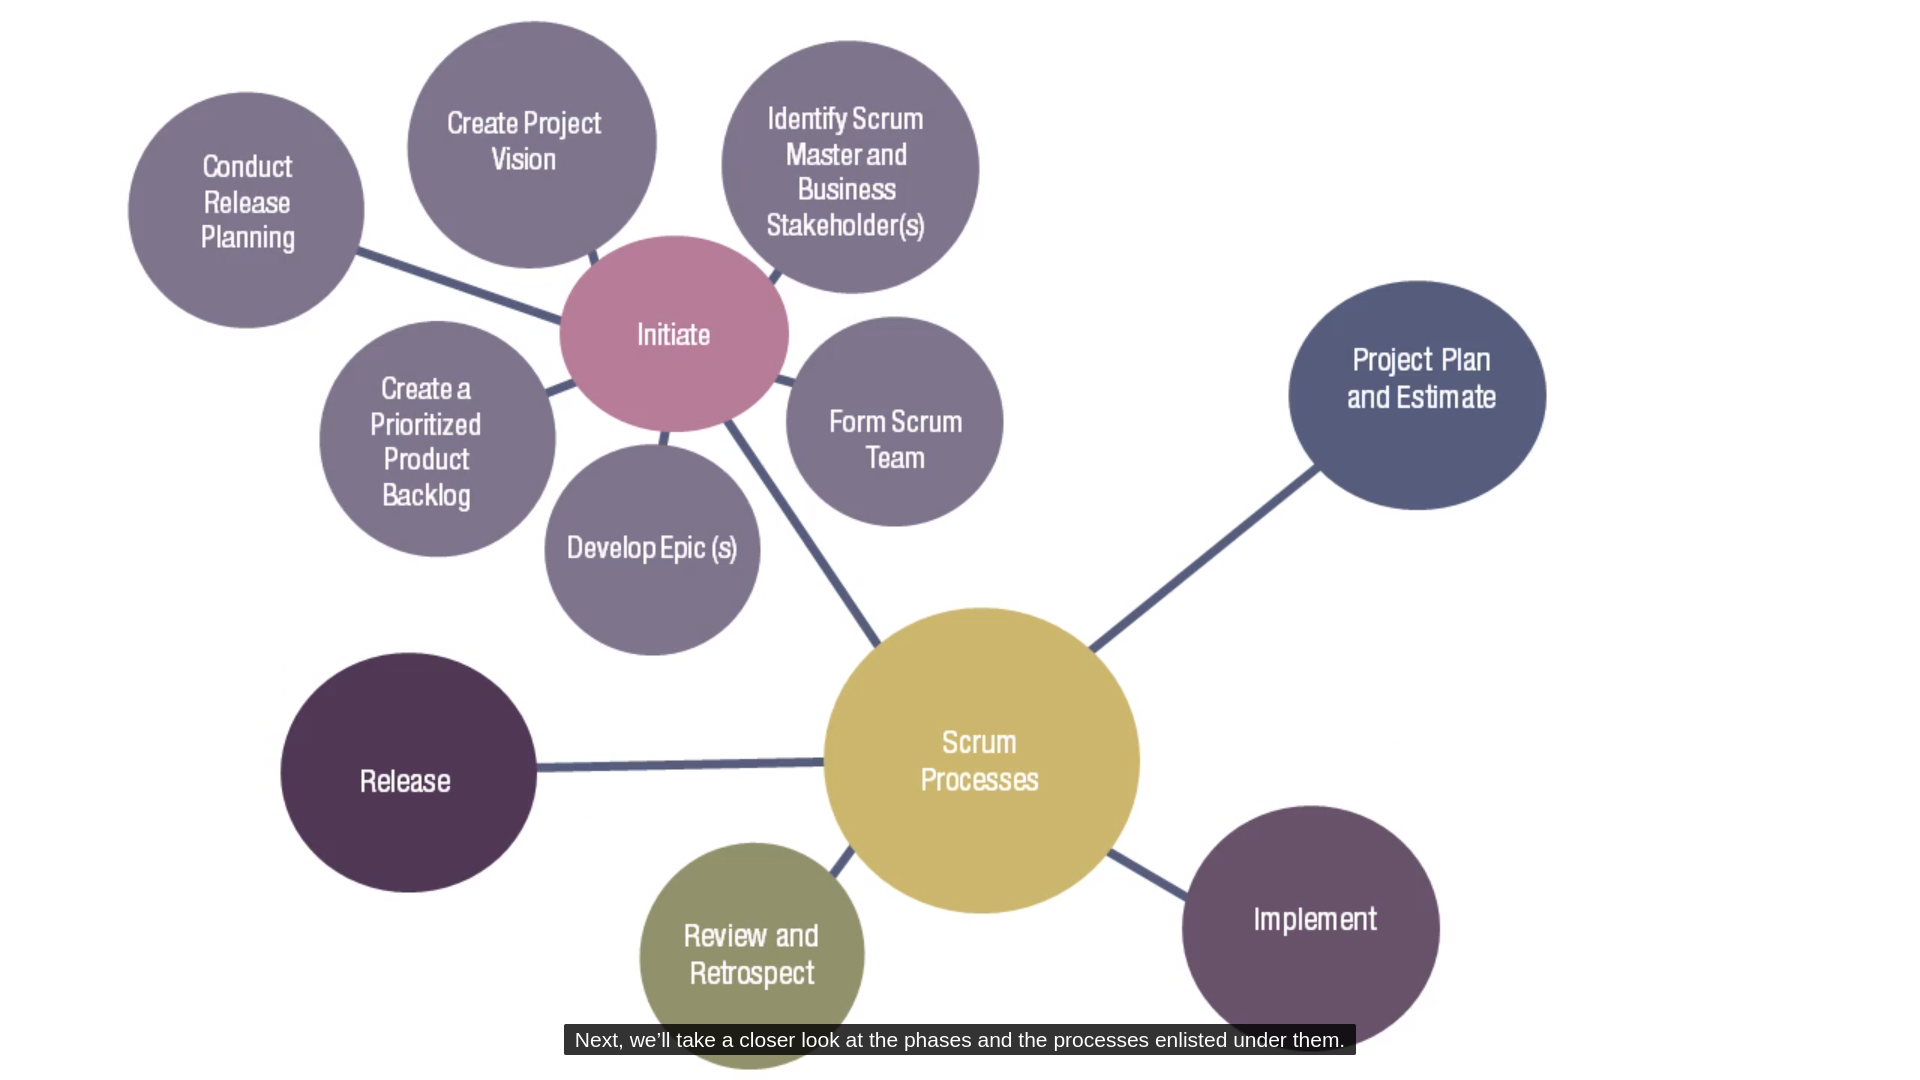 Create Project
Vision
Identify Scrum
Master and
Business
Stakeholder(s)
Conduct
Release
Planning
Initiate
Project Plan
and Estimate
Create a
Prioritized
Product
Backlog
Form Scrum
Team
Develop Epic (s)
Scrum
Processes
Release
Implement
Review and
Retrospect
Next, we’ll take a closer look at the phases and the processes enlisted under them.